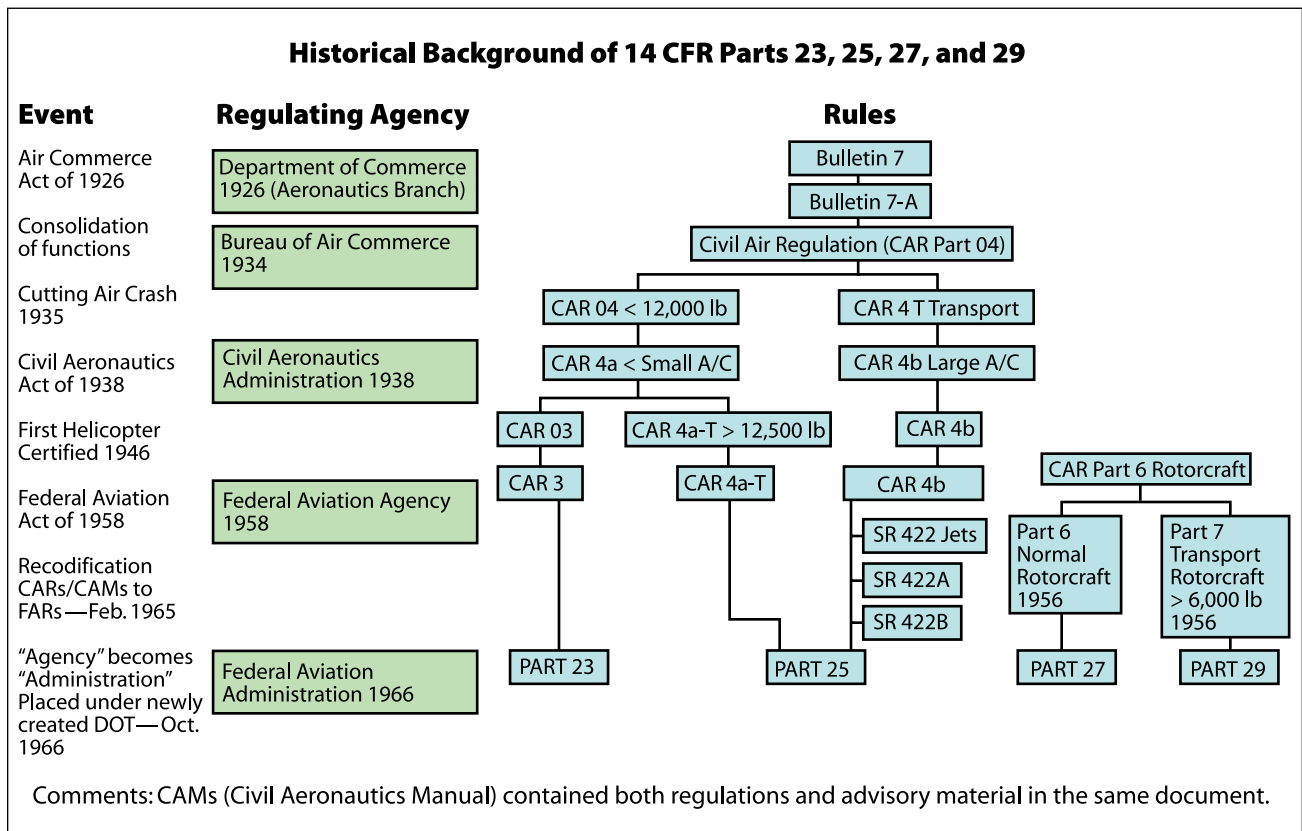 Historical Background of 14 CFR Parts 23, 25, 27, and 29
Event
Regulating Agency
Rules
Air Commerce
Act of 1926
Consolidation
of functions
Cutting Air Crash
1935
Civil Aeronautics
Act of 1938
First Helicopter
Certified 1946
Federal Aviation
Act of 1958
Recodification
CARs/CAMs to
FARs—Feb. 1965
“Agency” becomes
“Administration”
Placed under newly
created DOT—Oct.
1966
Department of Commerce
1926 (Aeronautics Branch)
Bureau of Air Commerce
1934
Civil Aeronautics
Administration 1938
Federal Aviation Agency
1958
Federal Aviation
Administration 1966
Bulletin 7
Bulletin 7-A
Civil Air Regulation (CAR Part 04)
CAR 04 < 12,000 lb
CAR 4 T Transport
CAR 4a < Small A/C
CAR 4b Large A/C
CAR 03
CAR 4a-T > 12,500 lb
CAR 4b
CAR 3
CAR 4a-T
CAR 4b
CAR Part 6 Rotorcraft
SR 422 Jets
SR 422A
SR 422B
Part 6
Normal
Rotorcraft
1956
Part 7
Transport
Rotorcraft
> 6,000 lb
1956
PART 23
PART 25
PART 27
PART 29
Comments: CAMs (Civil Aeronautics Manual) contained both regulations and advisory material in the same document.